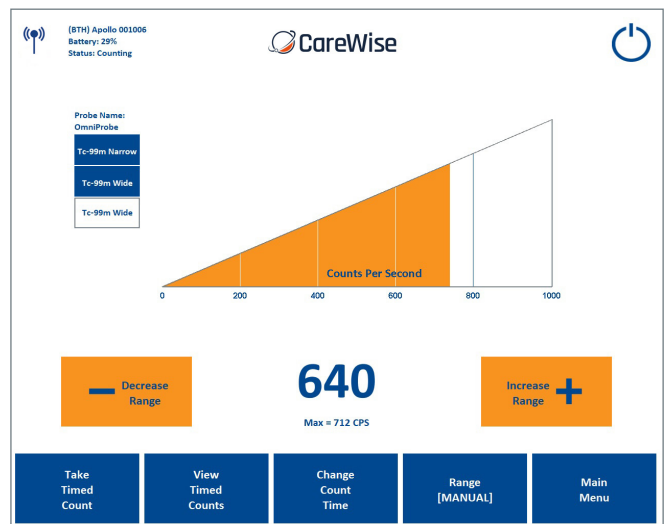 (BTH) Apollo 001006
Battery: 29%
Status: Counting
CareWise
Probe Name:
OmniProbe
Tc-99m Narrow
Tc-99m Wide
Tc-99m Wide
Counts Per Second
0 200 400 600 800 1000
Decrease
Range
640
Max = 712 CPS
Increase
Range
Take
Timed
Count
View
Timed
Counts
Change
Count
Time
Range
[MANUAL]
Main
Menu